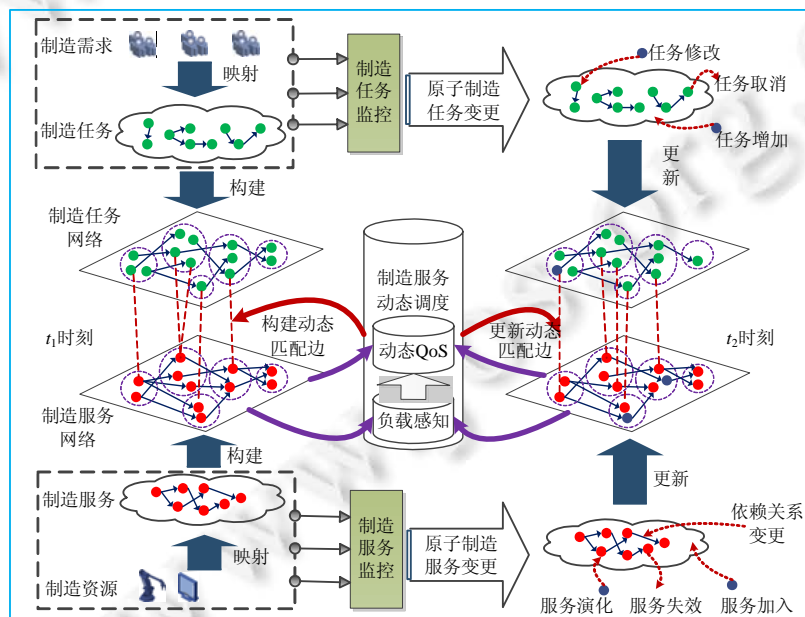 制造需求
映射
制造任务
构建
制造
任务
监控
原子制造
任务变更
任务修改
任务取消
任务增加
更
新
制造任务
网络
t1时刻
制造服务
网络
构建动态
匹配边
制造服务
动态调度
动态QoS
负载感知
更新动态
匹配边
t2时刻
构建
制造服务
映射
制造资源
制造
服务
监控
原子制造
服务变更
更新
依赖关系
变更
服务演化
服务失效
服务加入